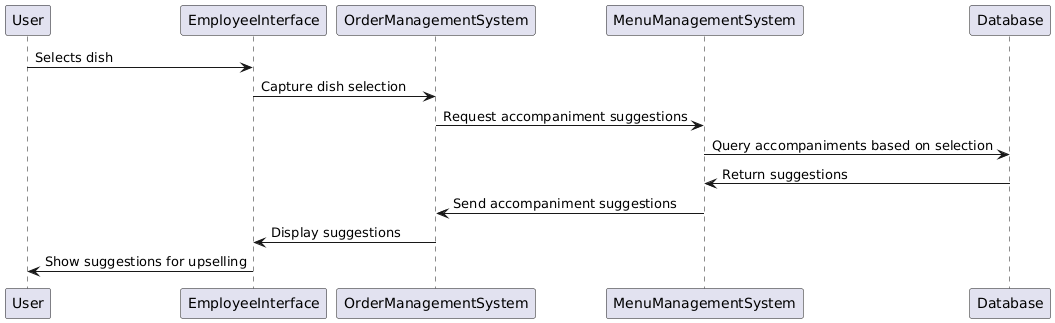 User EmployeeInterface OrderManagementSystem MenuManagementSystem Database
Selects dish
Capture dish selection
Request accompaniment suggestions
Query accompaniments based on selection
Return suggestions
Send accompaniment suggestions
Display suggestions
Show suggestions for upselling
User EmployeeInterface OrderManagementSystem MenuManagementSystem Database